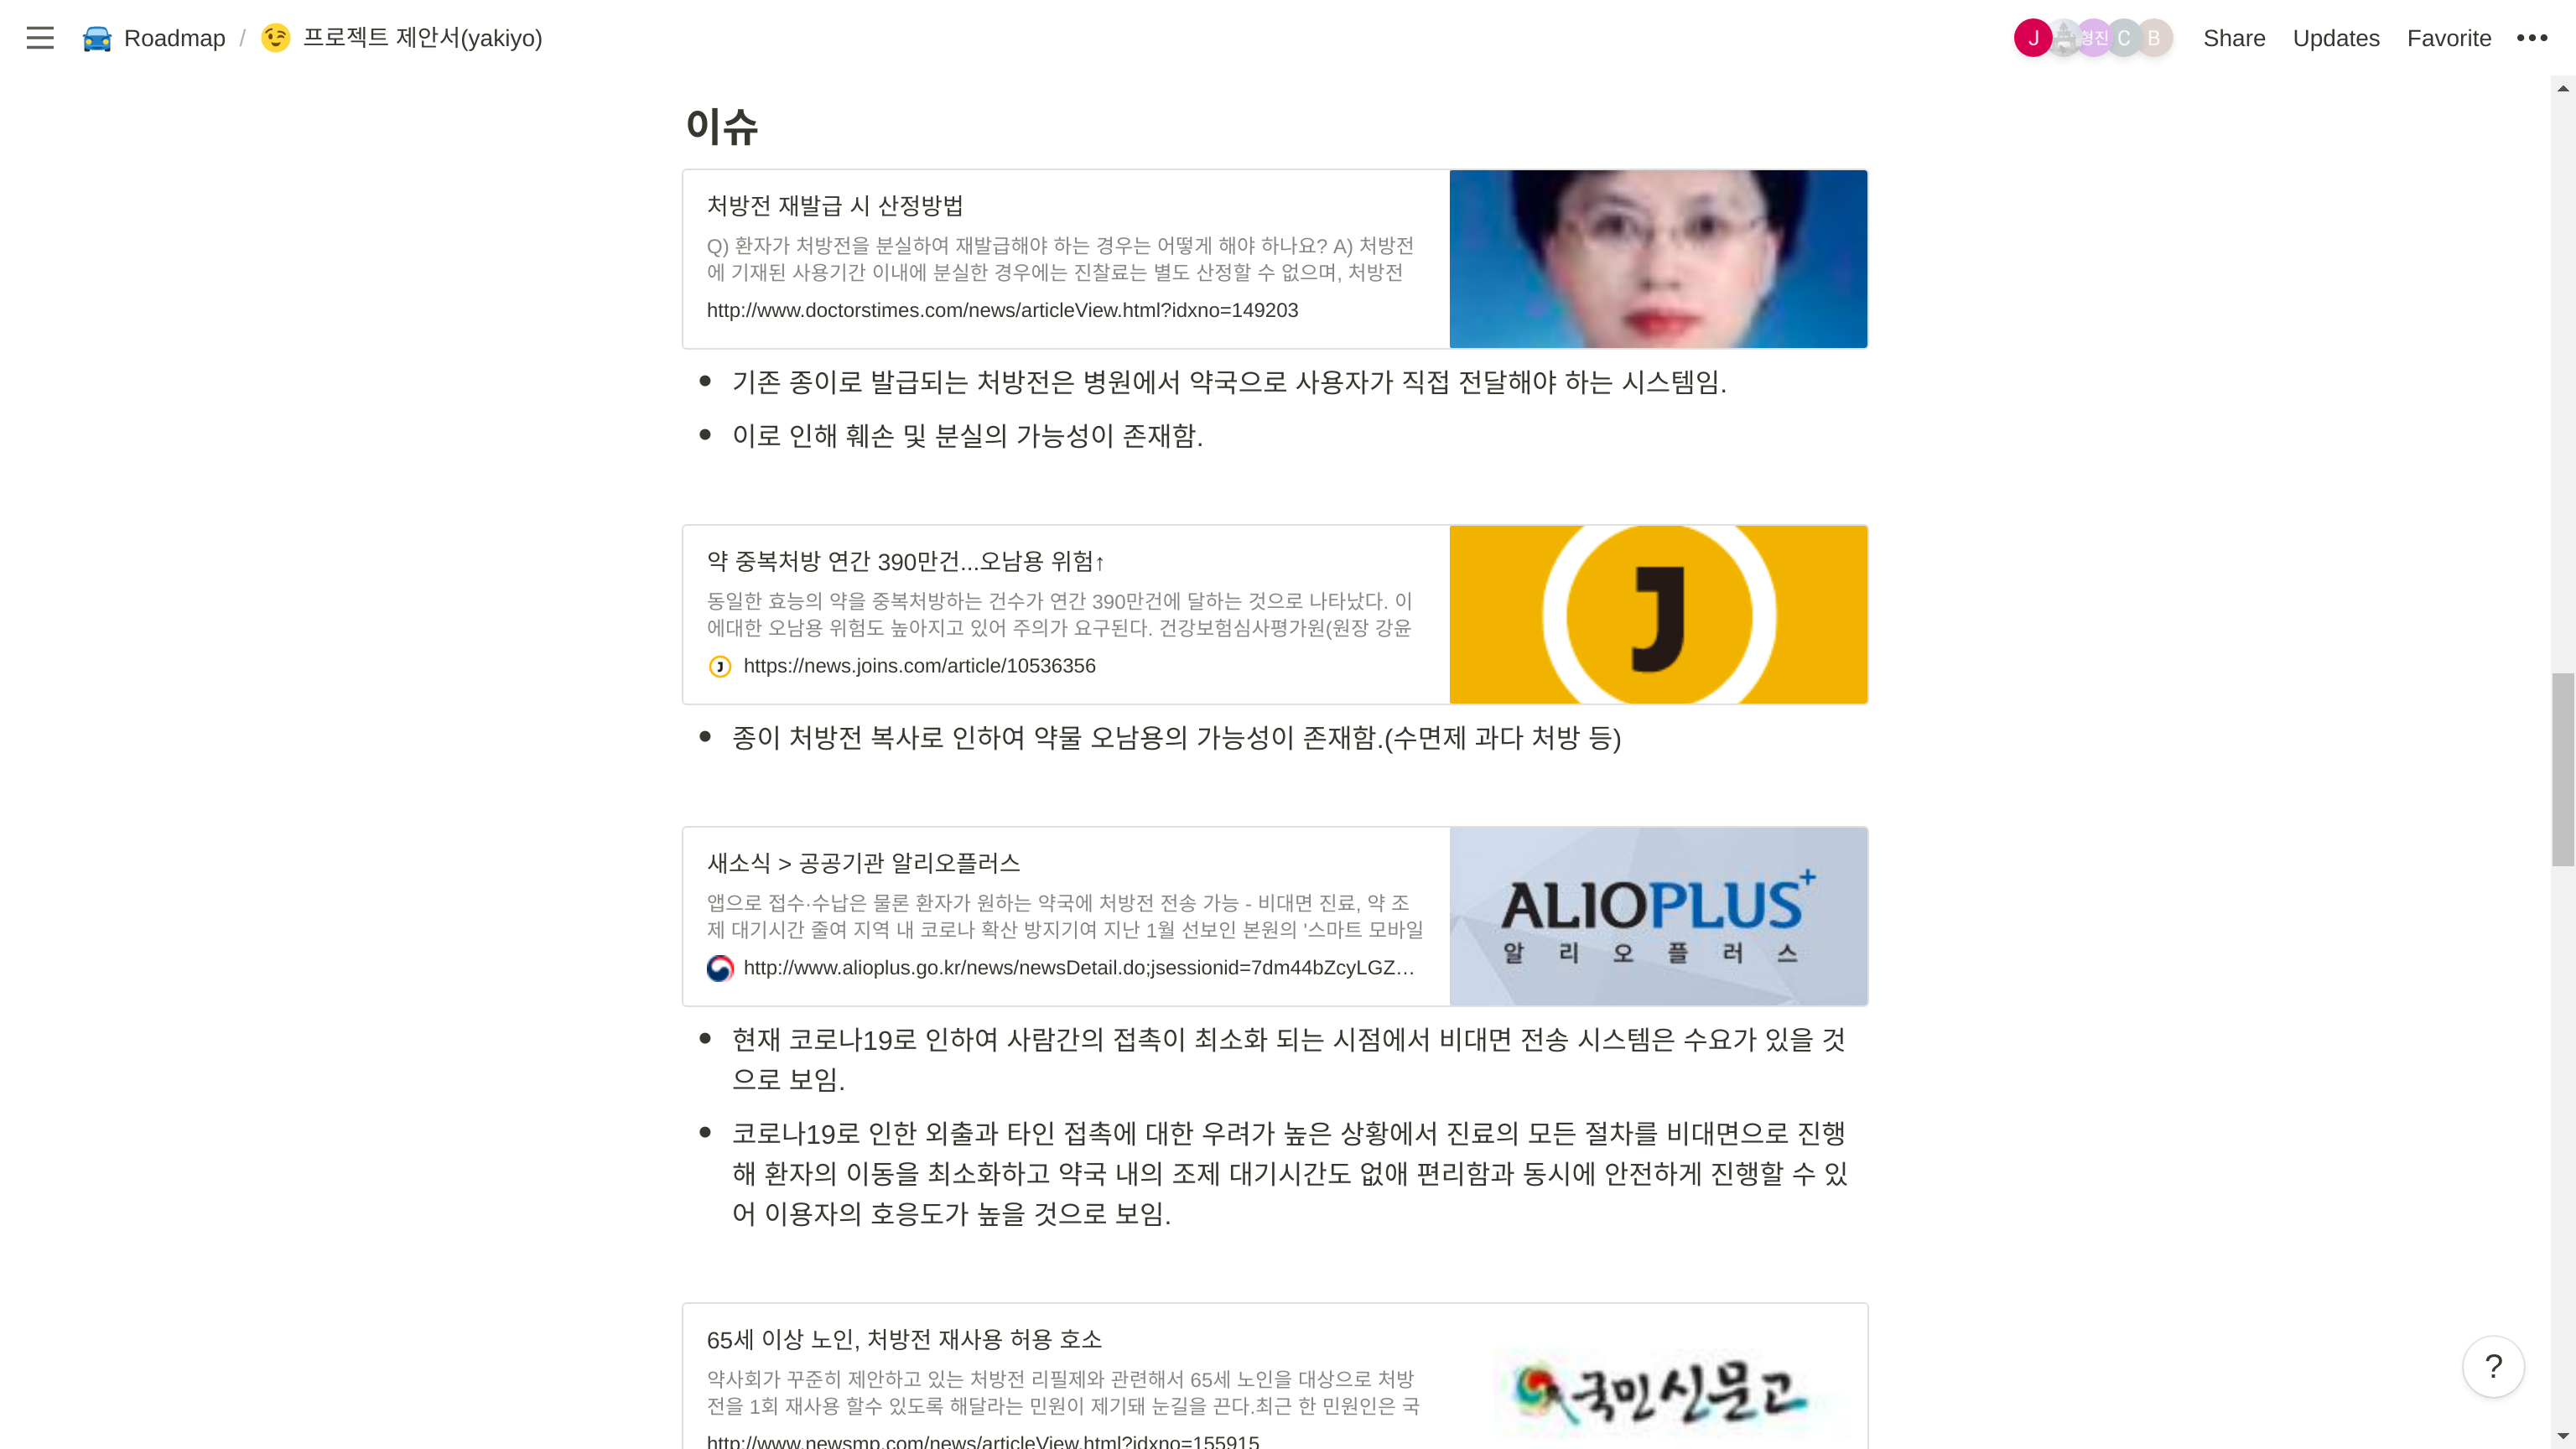 Roadmap / 프로젝트 제안서(yakiyo)
J 형진 C B Share Updates Favorite
이슈
처방전 재발급 시 산정방법
Q) 환자가 처방전을 분실하여 재발급해야 하는 경우는 어떻게 해야 하나요? A) 처방전
에 기재된 사용기간 이내에 분실한 경우에는 진찰료는 별도 산정할 수 없으며, 처방전
http://www.doctorstimes.com/news/articleView.html?idxno=149203
• 기존 종이로 발급되는 처방전은 병원에서 약국으로 사용자가 직접 전달해야 하는 시스템임.
• 이로 인해 훼손 및 분실의 가능성이 존재함.
약 중복처방 연간 390만건...오남용 위험↑
동일한 효능의 약을 중복처방하는 건수가 연간 390만건에 달하는 것으로 나타났다. 이
에대한 오남용 위험도 높아지고 있어 주의가 요구된다. 건강보험심사평가원(원장 강윤
J https://news.joins.com/article/10536356
J
• 종이 처방전 복사로 인하여 약물 오남용의 가능성이 존재함.(수면제 과다 처방 등)
새소식 > 공공기관 알리오플러스
앱으로 접수·수납은 물론 환자가 원하는 약국에 처방전 전송 가능 - 비대면 진료, 약 조
제 대기시간 줄여 지역 내 코로나 확산 방지기여 지난 1월 선보인 본원의 '스마트 모바일
http://www.alioplus.go.kr/news/newsDetail.do;jsessionid=7dm44bZcyLGZ…
ALIOPLUS+
알 리 오 플 러 스
• 현재 코로나19로 인하여 사람간의 접촉이 최소화 되는 시점에서 비대면 전송 시스템은 수요가 있을 것
으로 보임.
• 코로나19로 인한 외출과 타인 접촉에 대한 우려가 높은 상황에서 진료의 모든 절차를 비대면으로 진행
해 환자의 이동을 최소화하고 약국 내의 조제 대기시간도 없애 편리함과 동시에 안전하게 진행할 수 있
어 이용자의 호응도가 높을 것으로 보임.
65세 이상 노인, 처방전 재사용 허용 호소
약사회가 꾸준히 제안하고 있는 처방전 리필제와 관련해서 65세 노인을 대상으로 처방
전을 1회 재사용 할수 있도록 해달라는 민원이 제기돼 눈길을 끈다.최근 한 민원인은 국
http://www.newsmp.com/news/articleView.html?idxno=155915
국민신문고
?